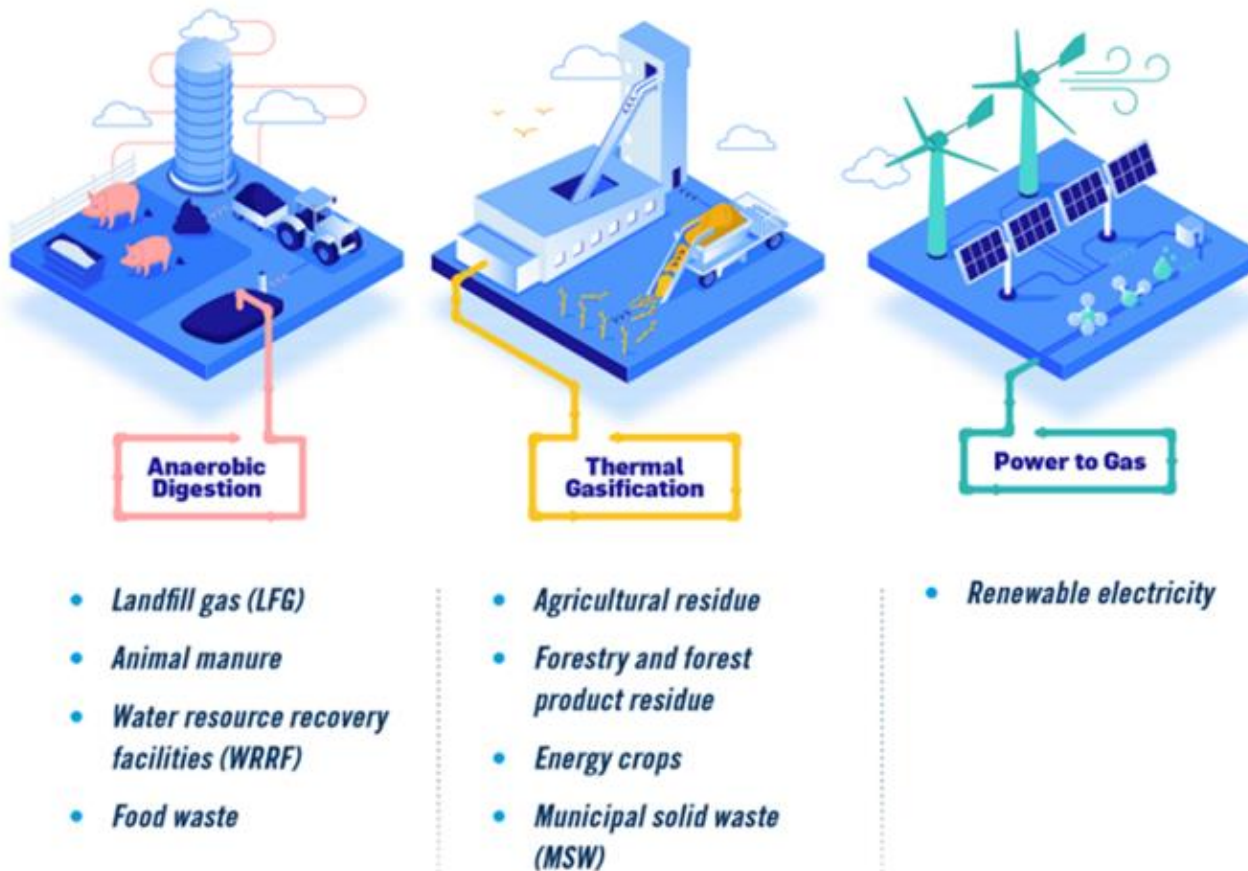 Anaerobic
Digestion
Thermal
Gasification
Power to Gas
• Landfill gas (LFG)
• Animal manure
• Water resource recovery
facilities (WRRF)
• Food waste
• Agricultural residue
• Forestry and forest
product residue
• Energy crops
• Municipal solid waste
(MSW)
• Renewable electricity